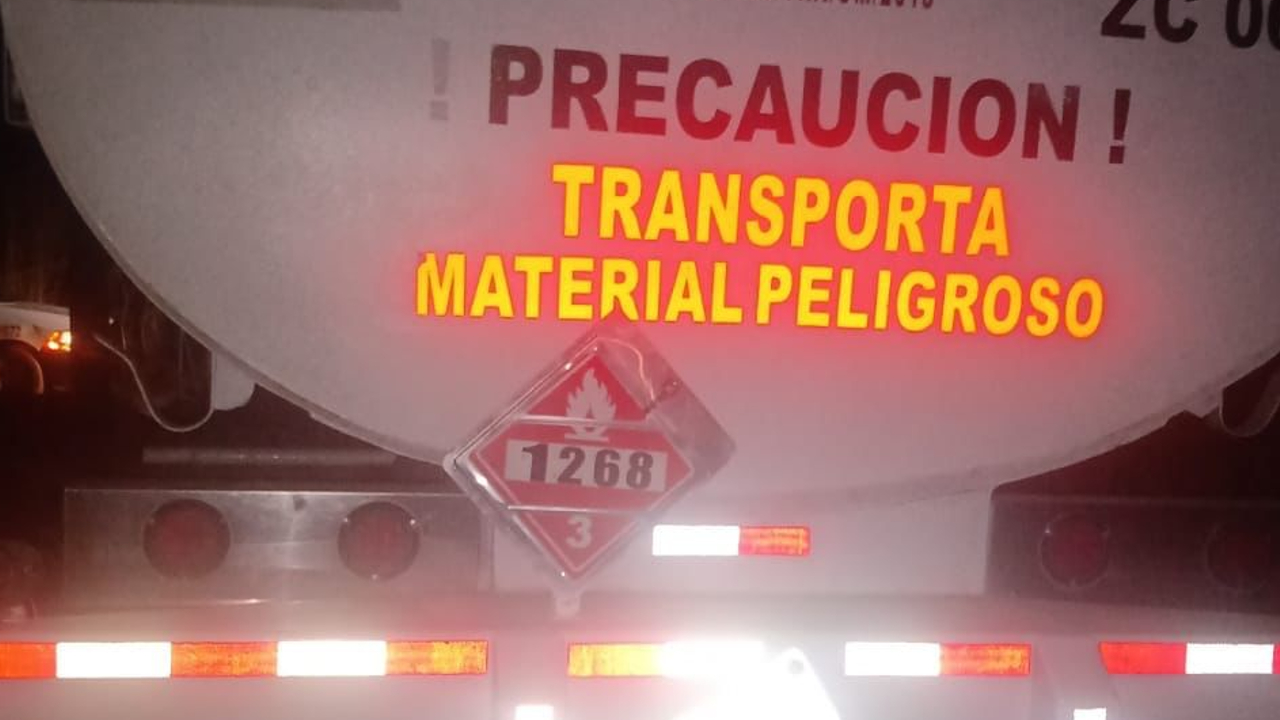 ! PRECAUCION !
TRANSPORTA
MATERIAL PELIGROSO
1268
3